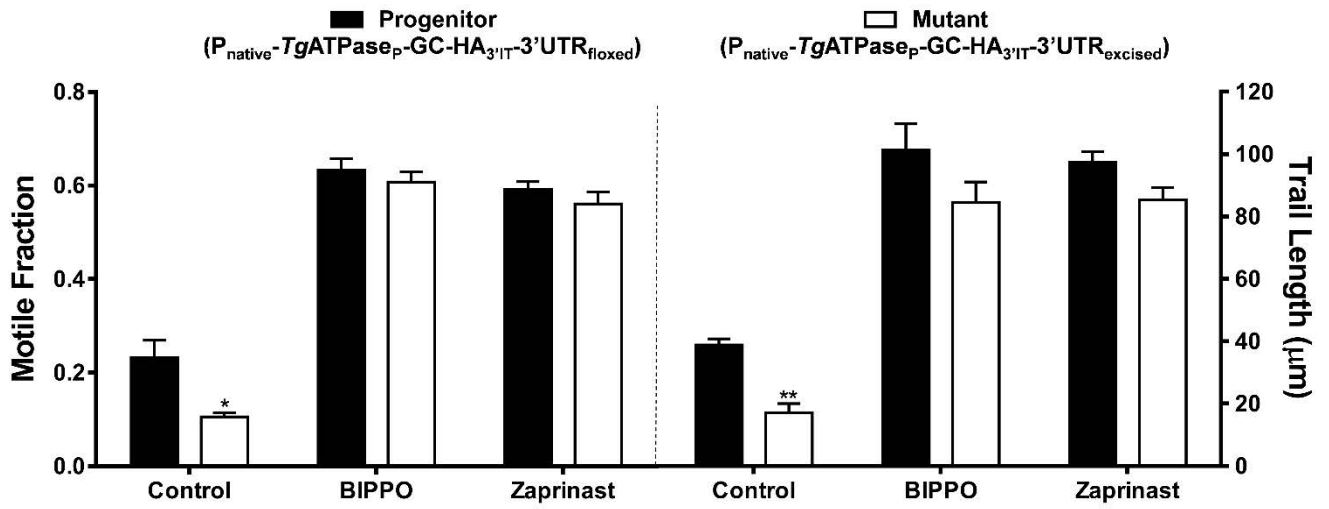 Progenitor
(Pnative-TgATPaseP-GC-HA3'IT-3'UTRfloxed)
Mutant
(Pnative-TgATPaseP-GC-HA3'IT-3'UTRexcised)
Motile Fraction
0.8
0.6
0.4
0.2
0.0
*
**
120
100
80
60
40
20
0
Trail Length (μm)
Control BIPPO Zaprinast Control BIPPO Zaprinast